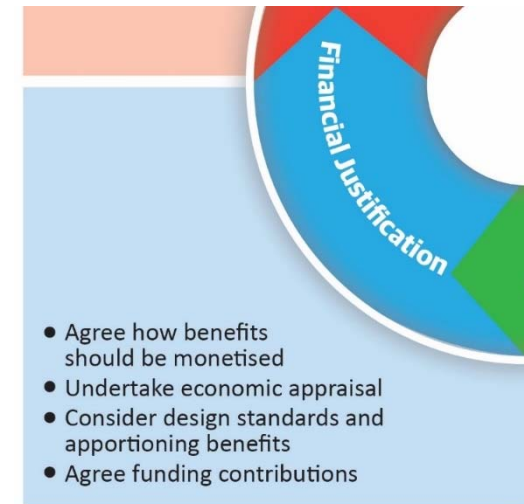 Financial Justification
• Agree how benefits
should be monetised
• Undertake economic appraisal
• Consider design standards and
apportioning benefits
• Agree funding contributions